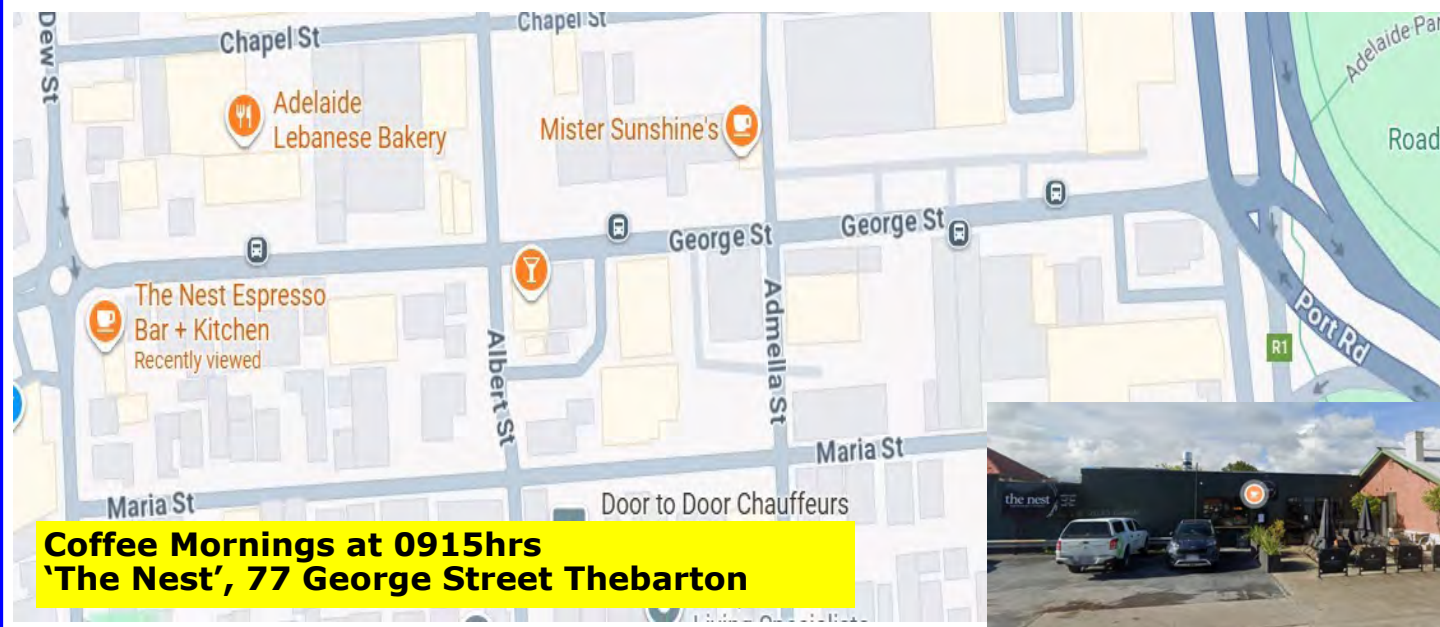 Dew St
Chapel St
Chapel St
Adelaide Par
Adelaide
Lebanese Bakery
Mister Sunshine's
Road
George St
George St
The Nest Espresso
Bar + Kitchen
Recently viewed
Albert St
Admella St
Port Rd
R1
Maria St
Maria St
Door to Door Chauffeurs
the nest
Coffee Mornings at 0915hrs
‘The Nest’, 77 George Street Thebarton